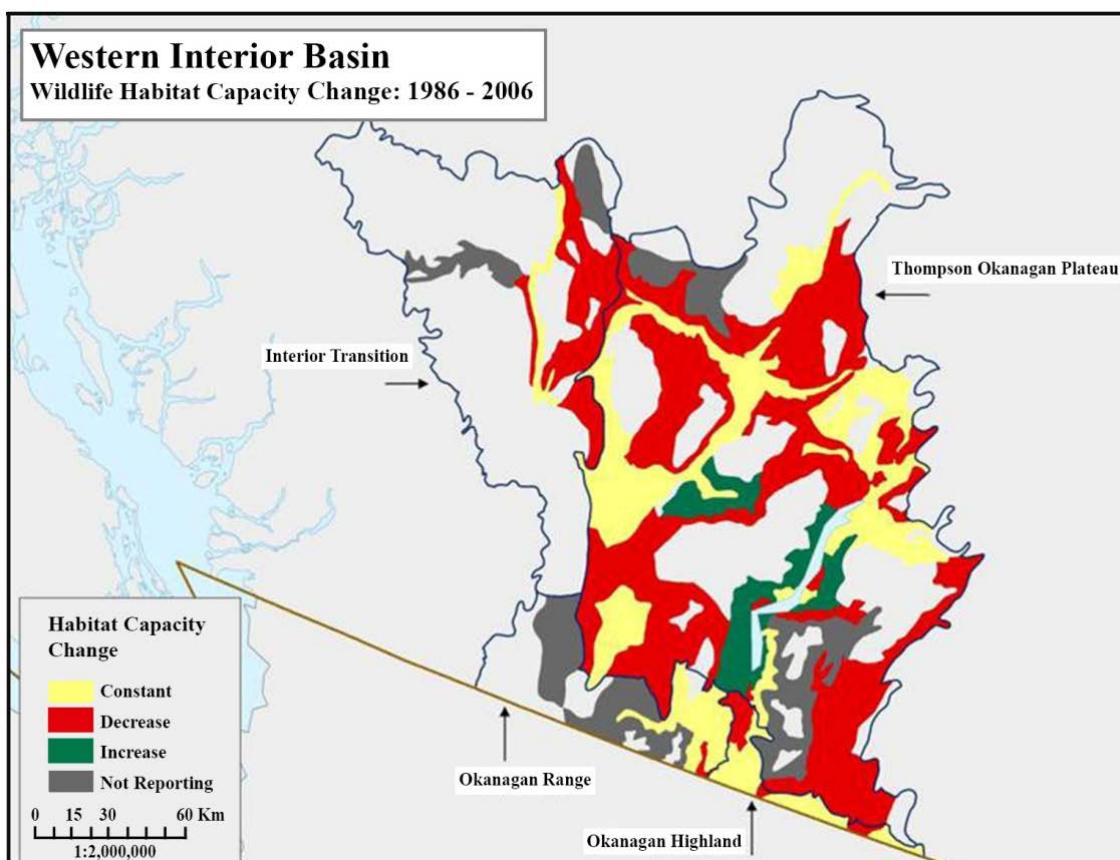 Western Interior Basin
Wildlife Habitat Capacity Change: 1986 - 2006
Thompson Okanagan Plateau
Interior Transition
Okanagan Range
Okanagan Highland
Habitat Capacity
Change
Constant
Decrease
Increase
Not Reporting
0 15 30 60 Km
1:2,000,000